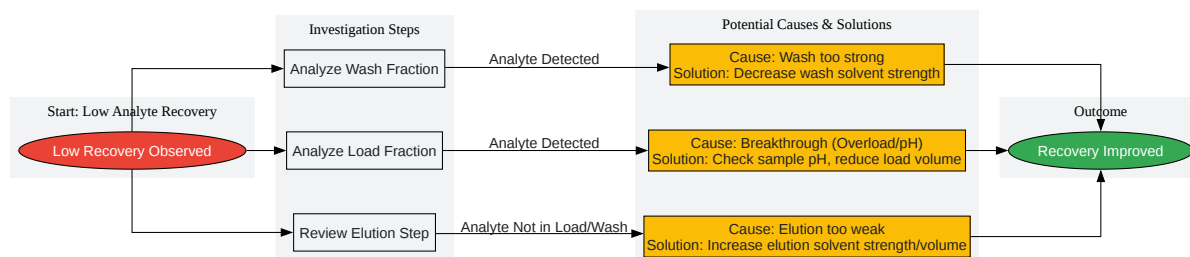 Start: Low Analyte Recovery
Low Recovery Observed
Investigation Steps
Analyze Wash Fraction
Analyze Load Fraction
Review Elution Step
Analyte Detected
Analyte Detected
Analyte Not in Load/Wash
Potential Causes & Solutions
Cause: Wash too strong
Solution: Decrease wash solvent strength
Cause: Breakthrough (Overload/pH)
Solution: Check sample pH, reduce load volume
Cause: Elution too weak
Solution: Increase elution solvent strength/volume
Outcome
Recovery Improved